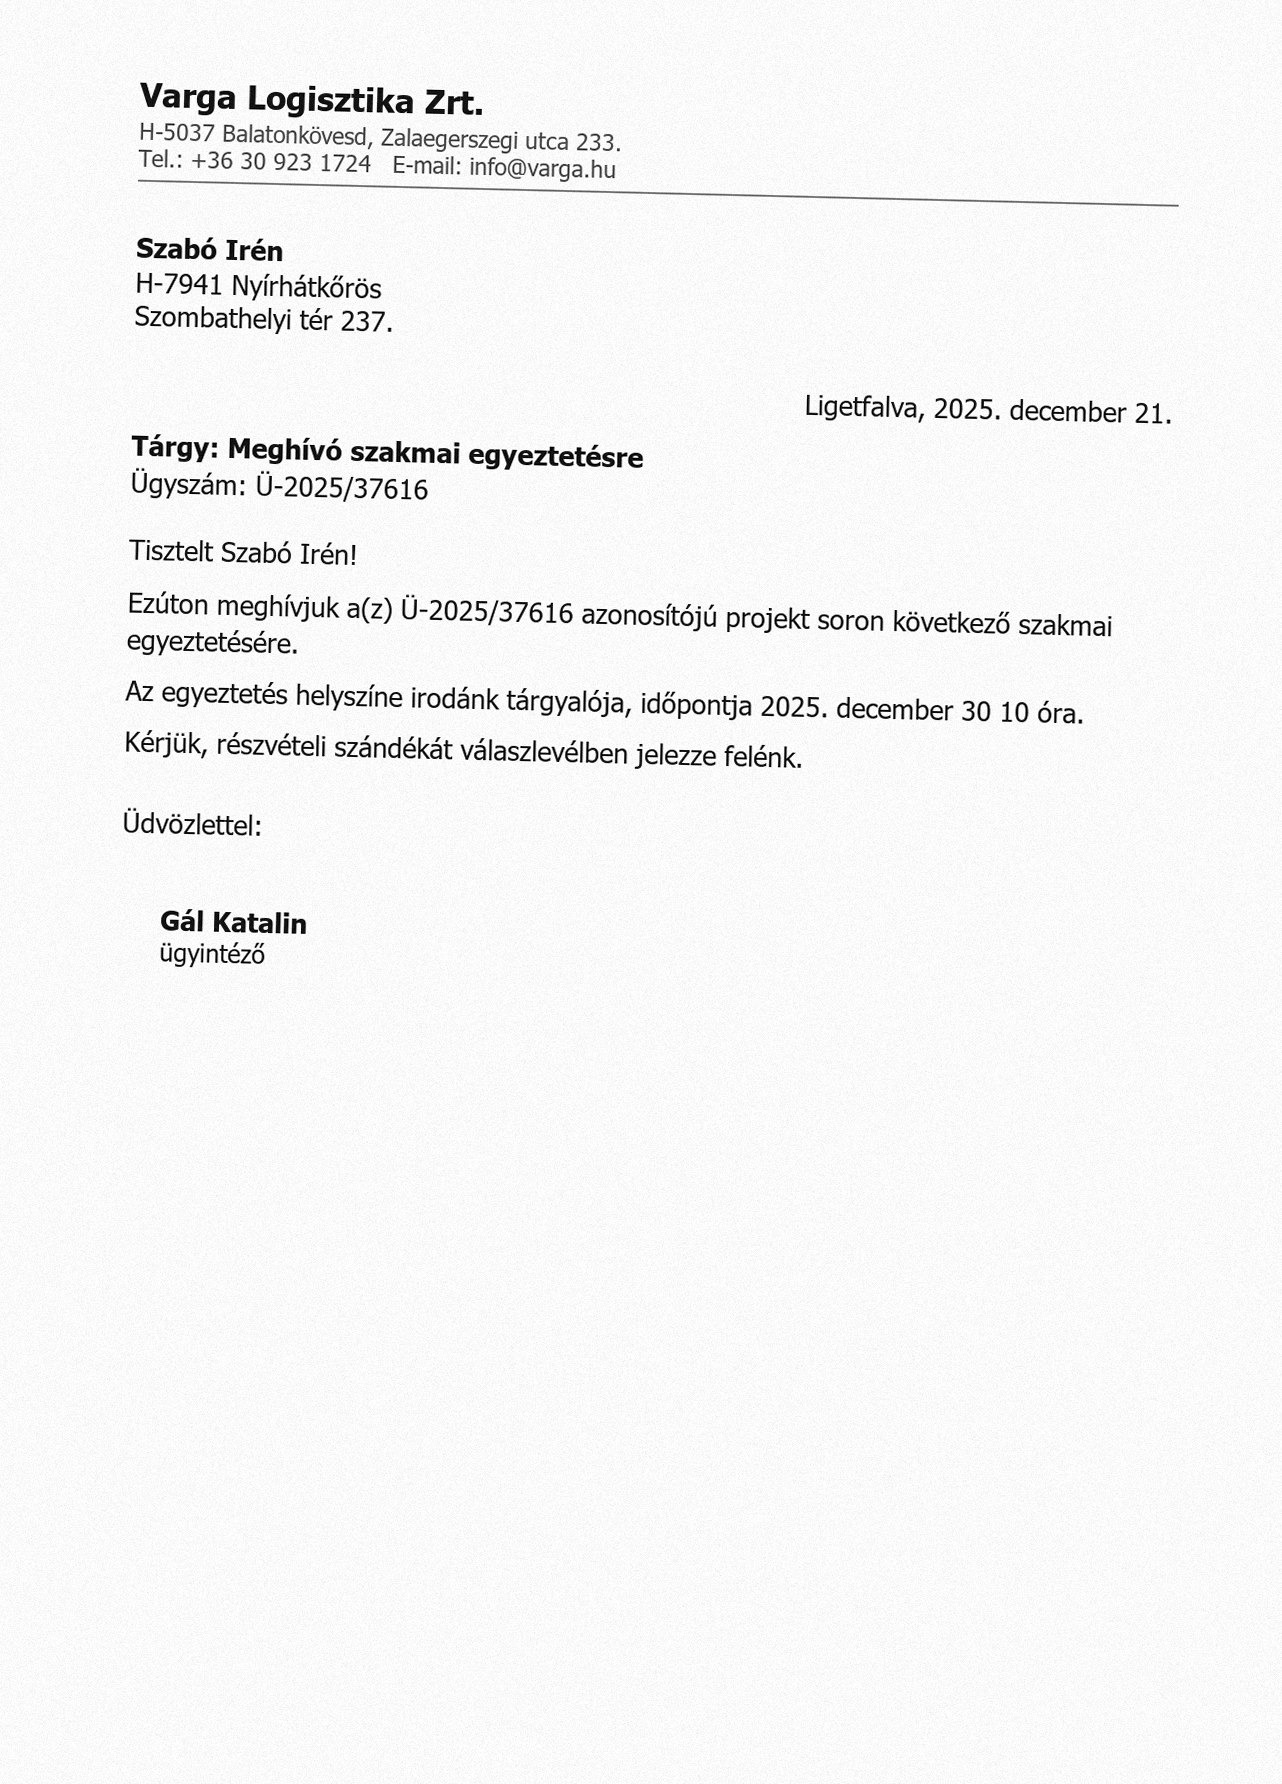 Varga Logisztika Zrt.
H-5037 Balatonkövesd, Zalaegerszegi utca 233.
Tel.: +36 30 923 1724 E-mail: info@varga.hu
Szabó Irén
H-7941 Nyírhátkőrös
Szombathelyi tér 237.
Ligetfalva, 2025. december 21.
Tárgy: Meghívó szakmai egyeztetésre
Ügyszám: Ü-2025/37616
Tisztelt Szabó Irén!
Ezúton meghívjuk a(z) Ü-2025/37616 azonosítójú projekt soron következő szakmai
egyeztetésére.
Az egyeztetés helyszíne irodánk tárgyalója, időpontja 2025. december 30 10 óra.
Kérjük, részvételi szándékát válaszlevélben jelezze felénk.
Üdvözlettel:
Gál Katalin
ügyintéző